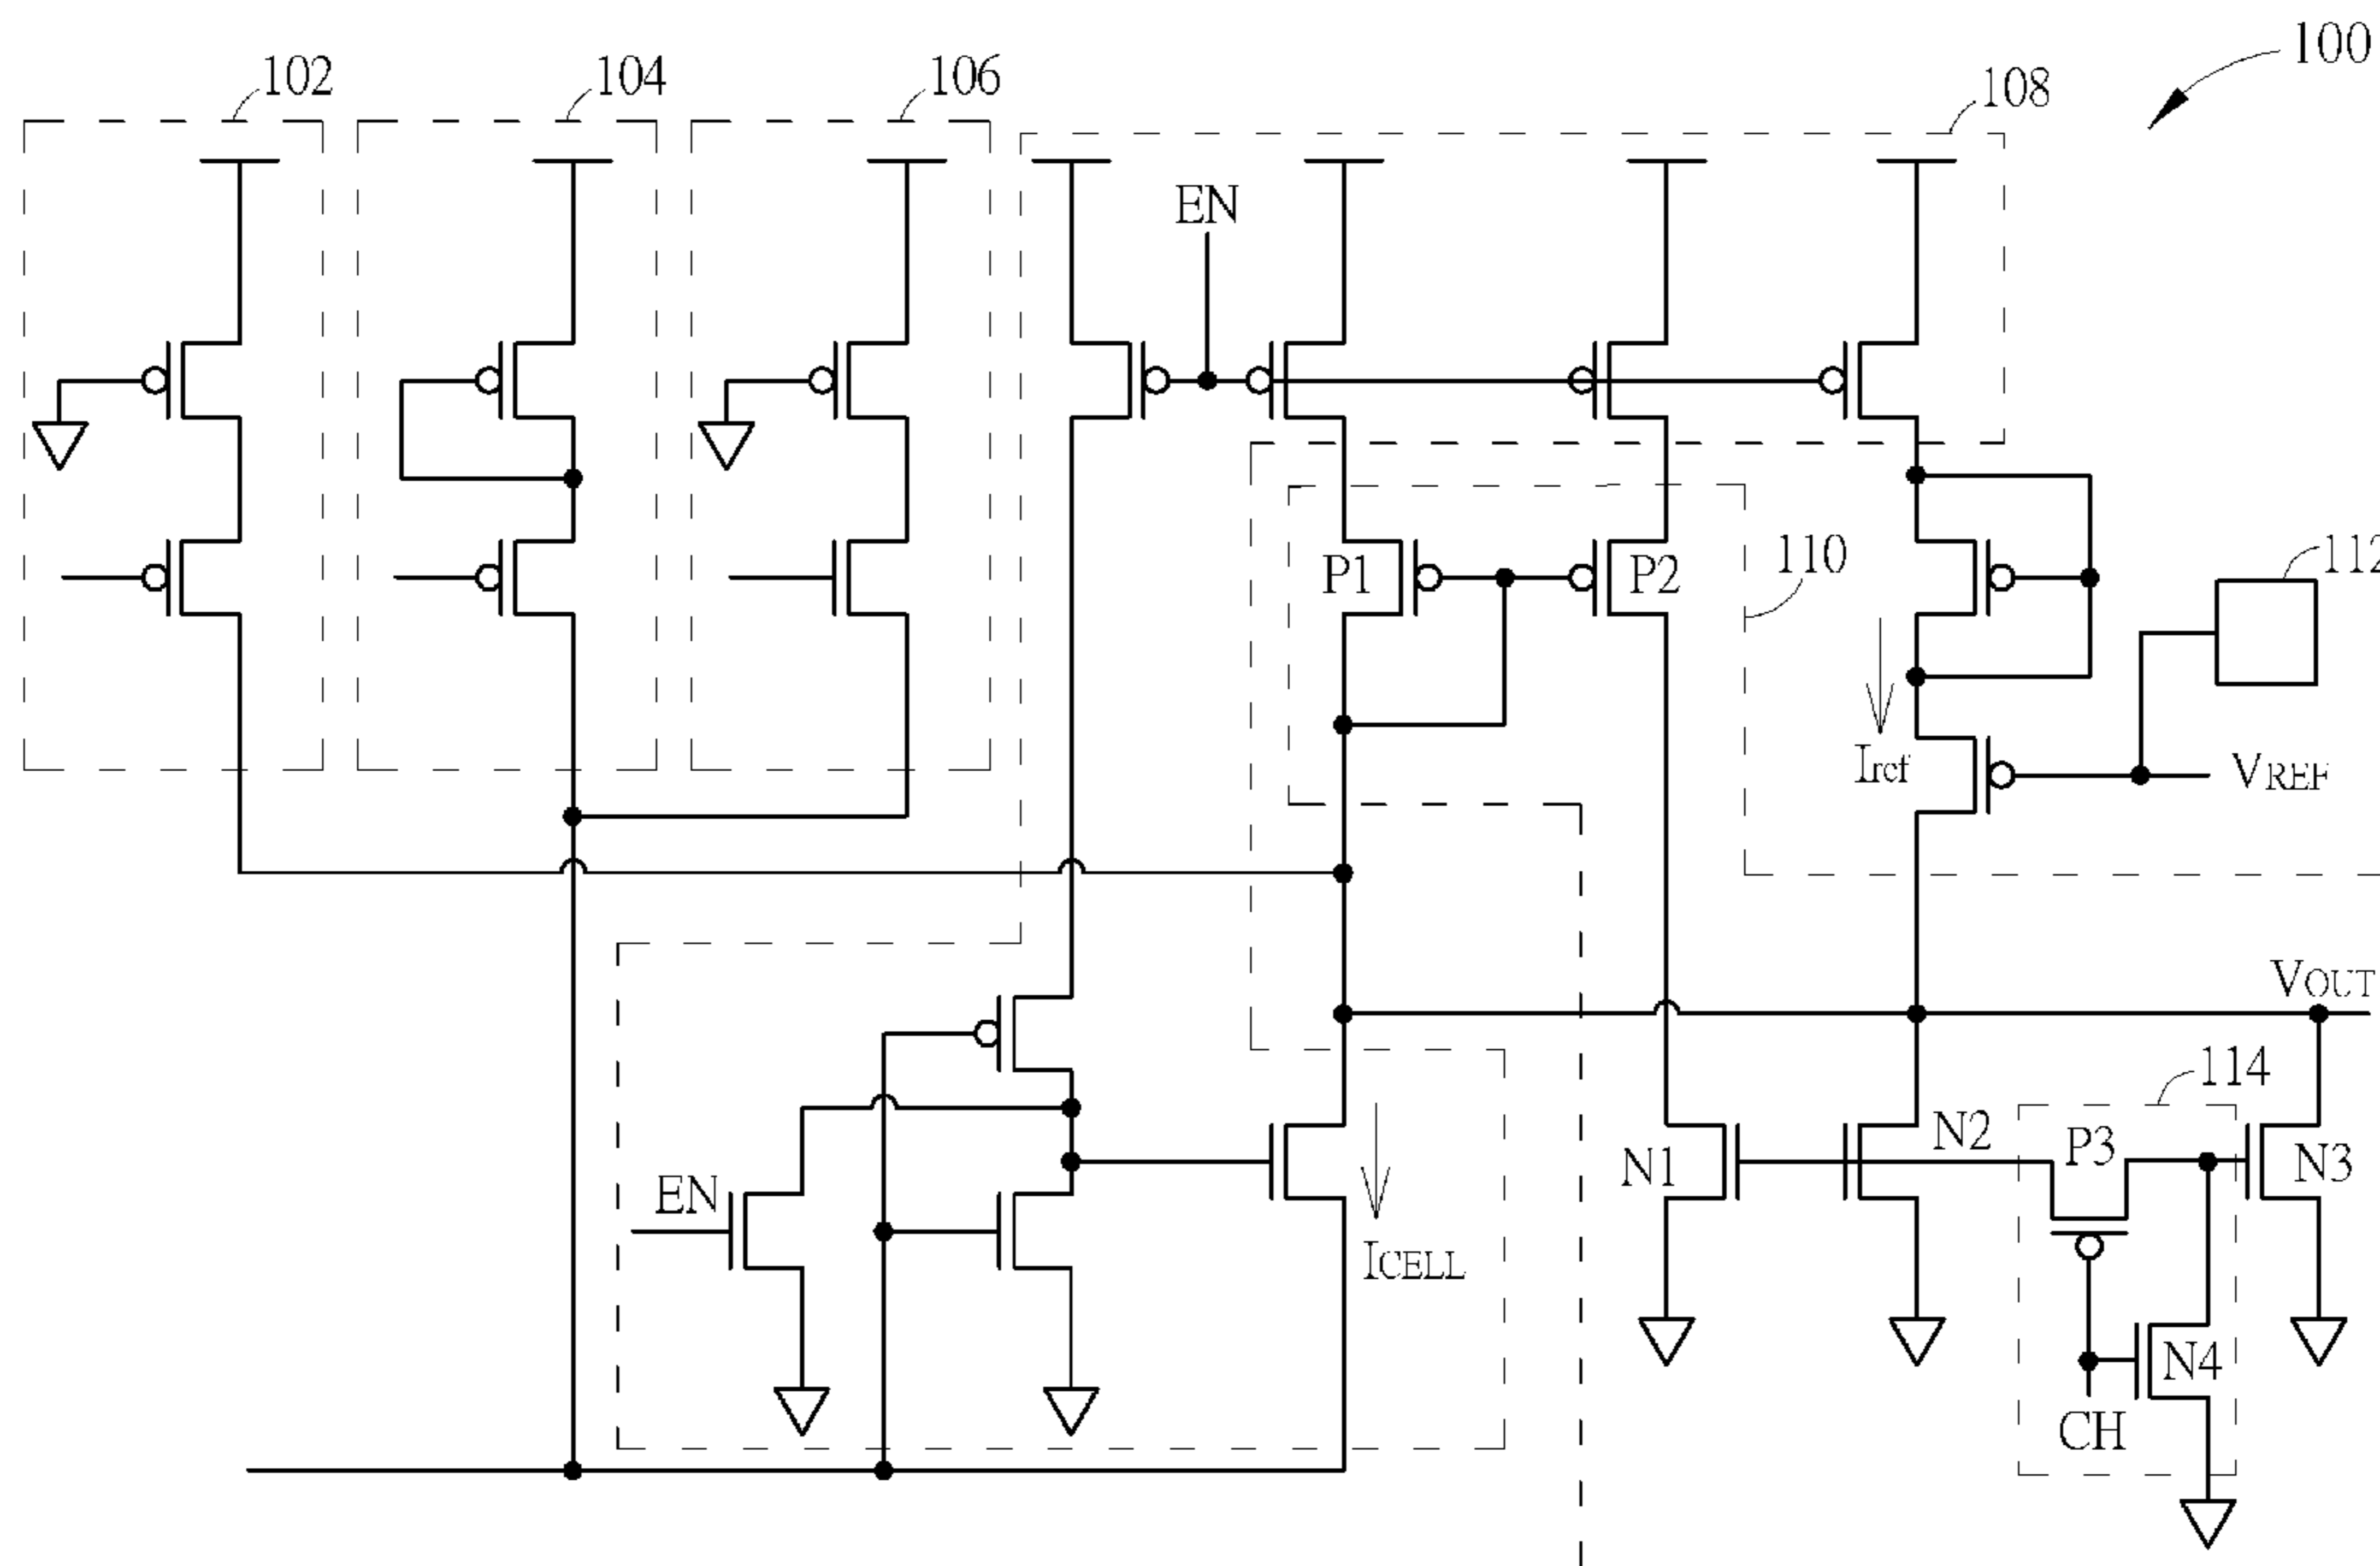 100
102
104
106
108
EN
P1
P2
110
112
Iref
VREF
VOUT
114
N2
P3
N1
N3
EN
ICELL
N4
CH